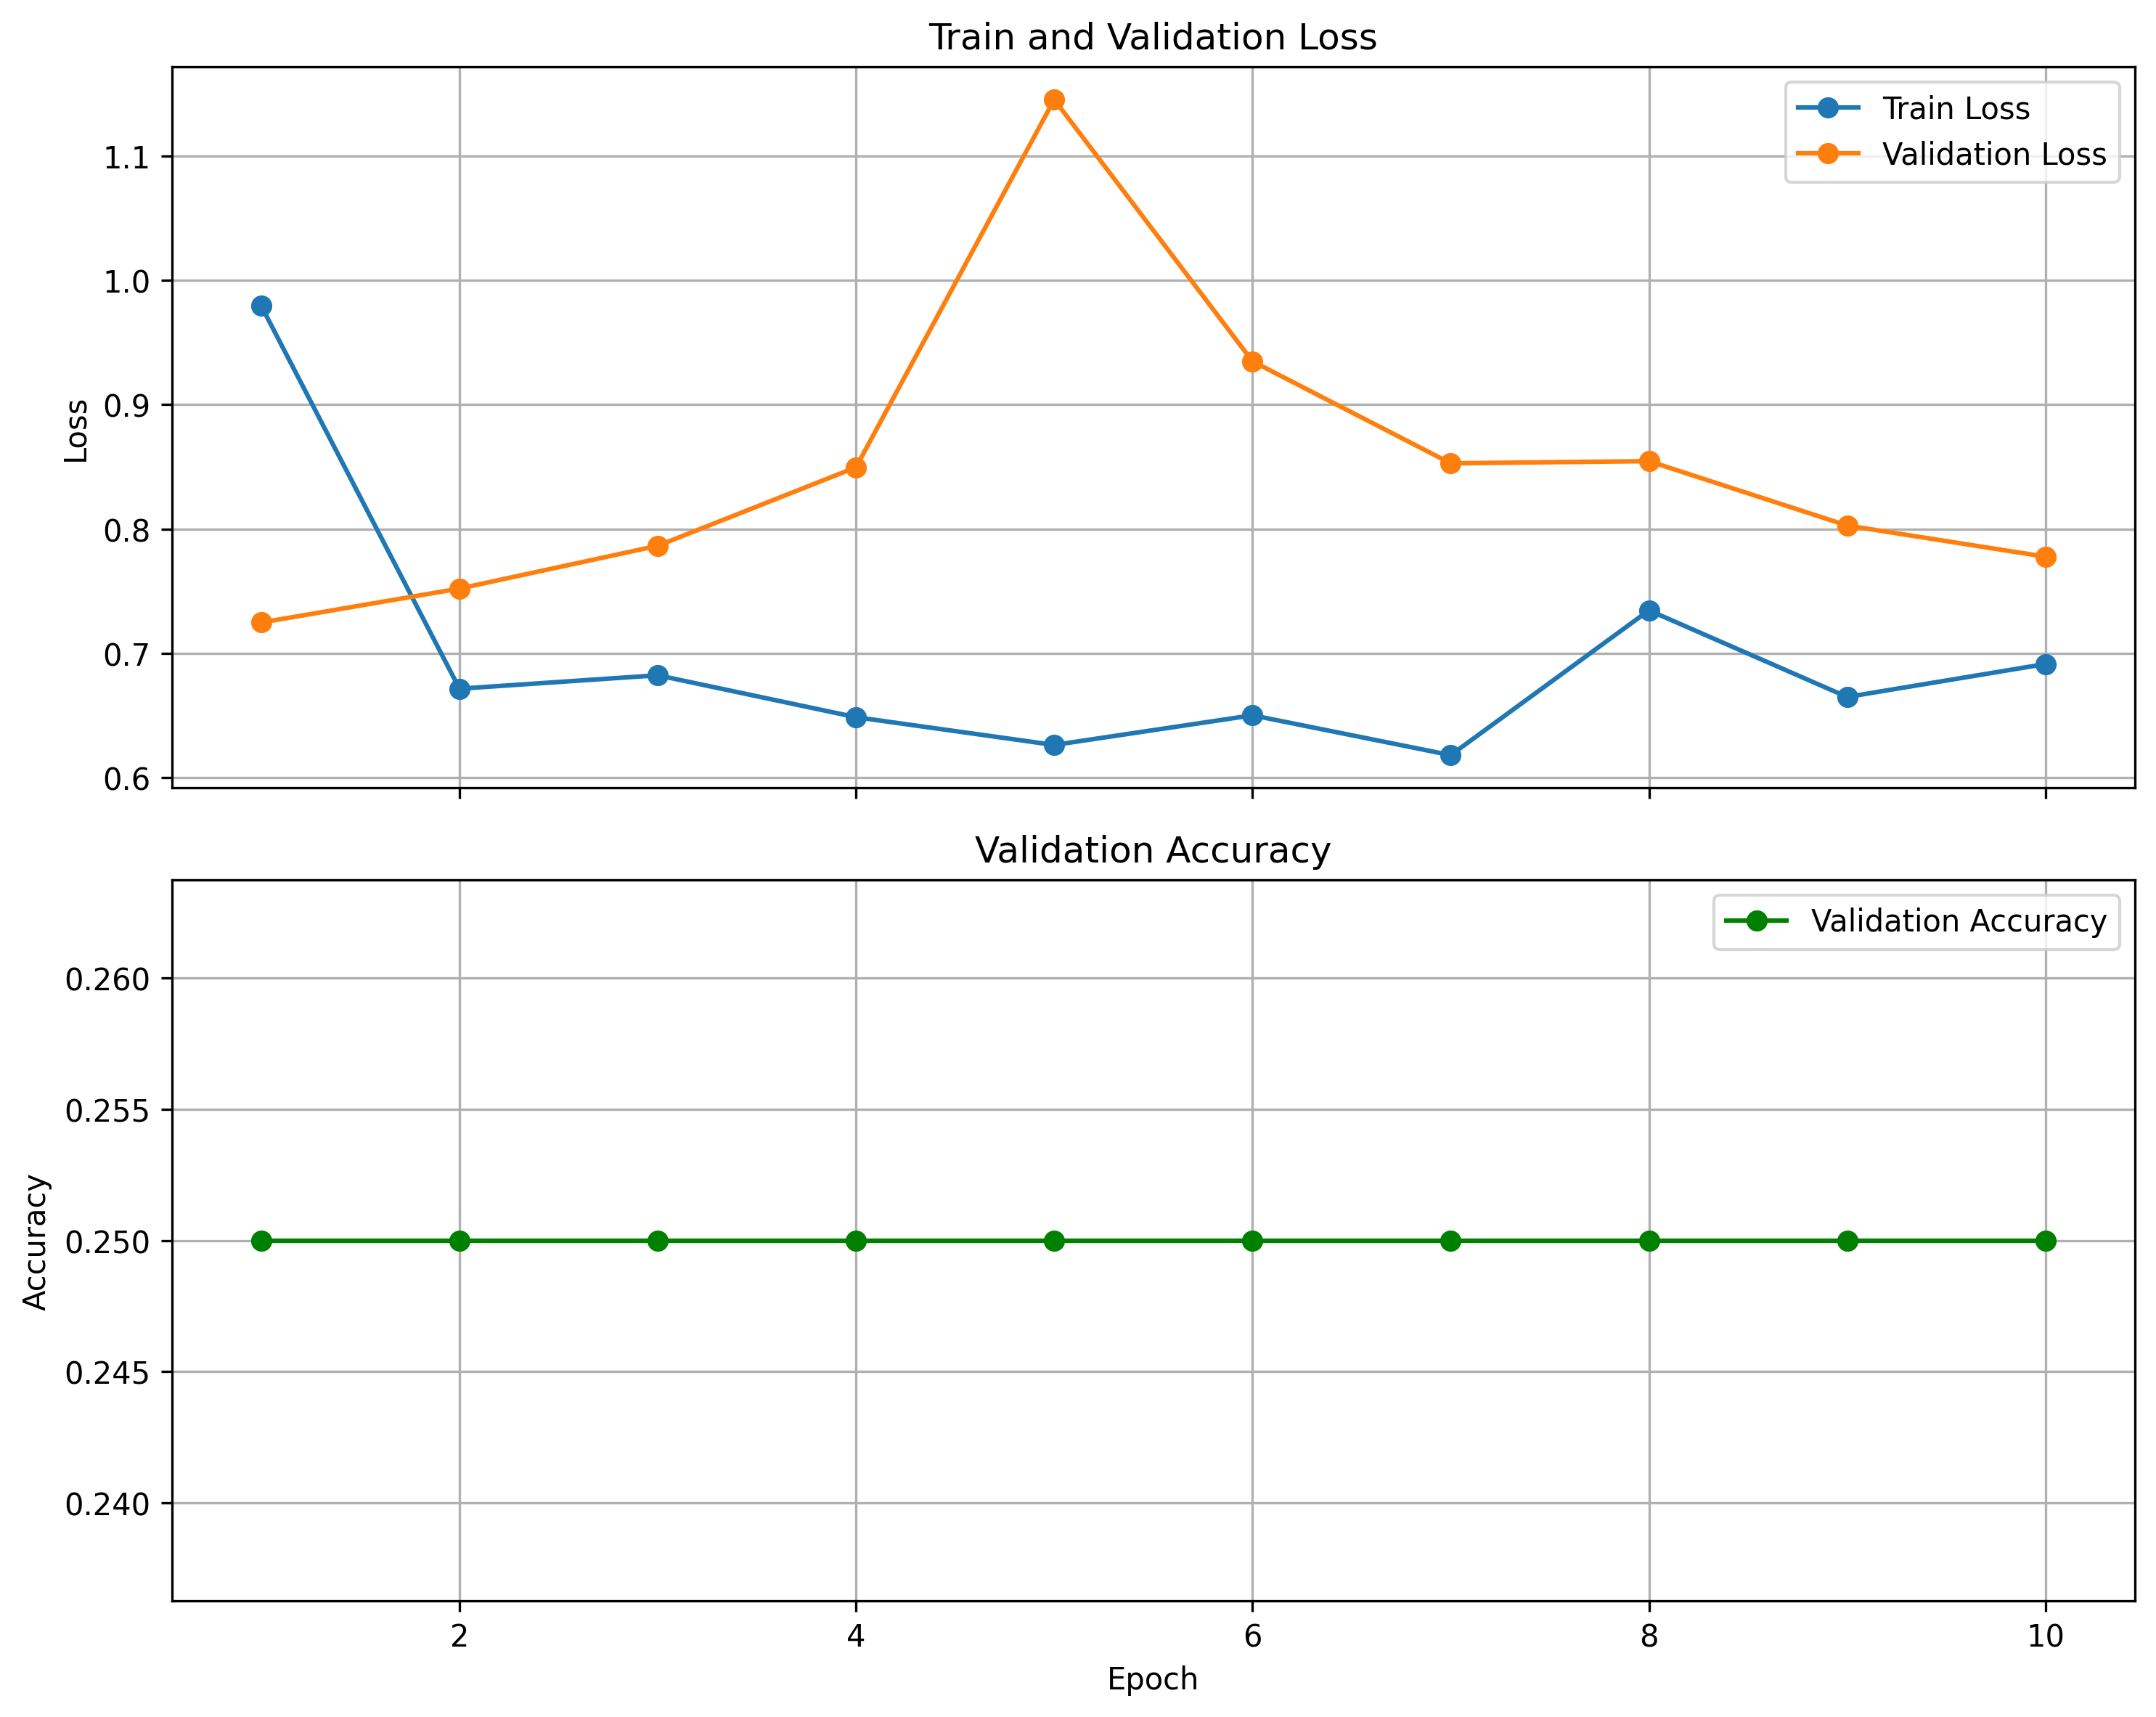 Train and Validation Loss
Train Loss
Validation Loss
1.1
1.0
0.9
0.8
0.7
0.6
Loss
Validation Accuracy
Validation Accuracy
0.260
0.255
0.250
0.245
0.240
Accuracy
2 4 6 8 10
Epoch